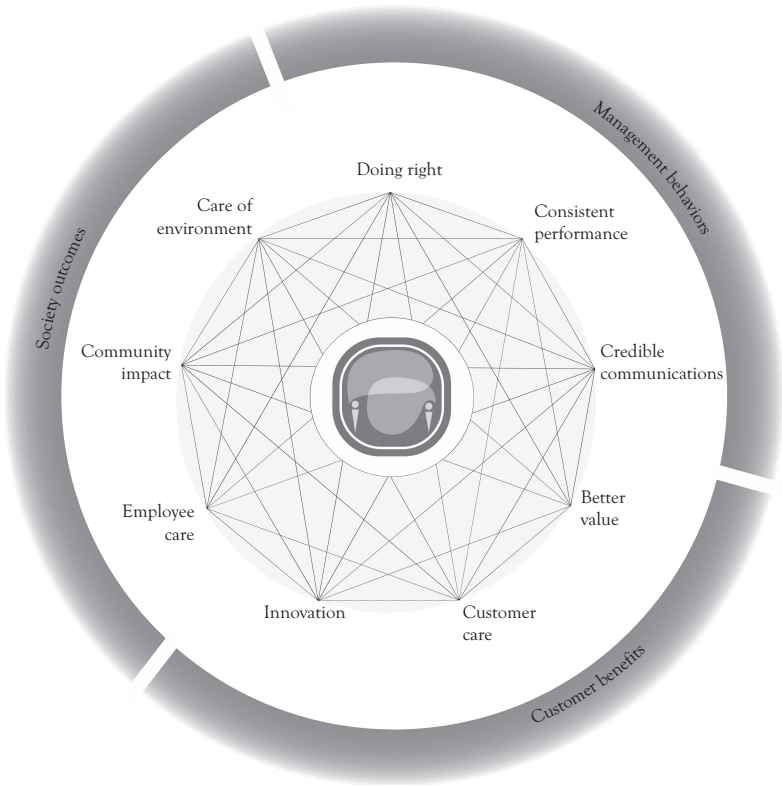 Management behaviors
Doing right
Care of
environment
Consistent
performance
Society outcomes
Community
impact
Credible
communications
Employee
care
Better
value
Innovation
Customer
care
Customer benefits